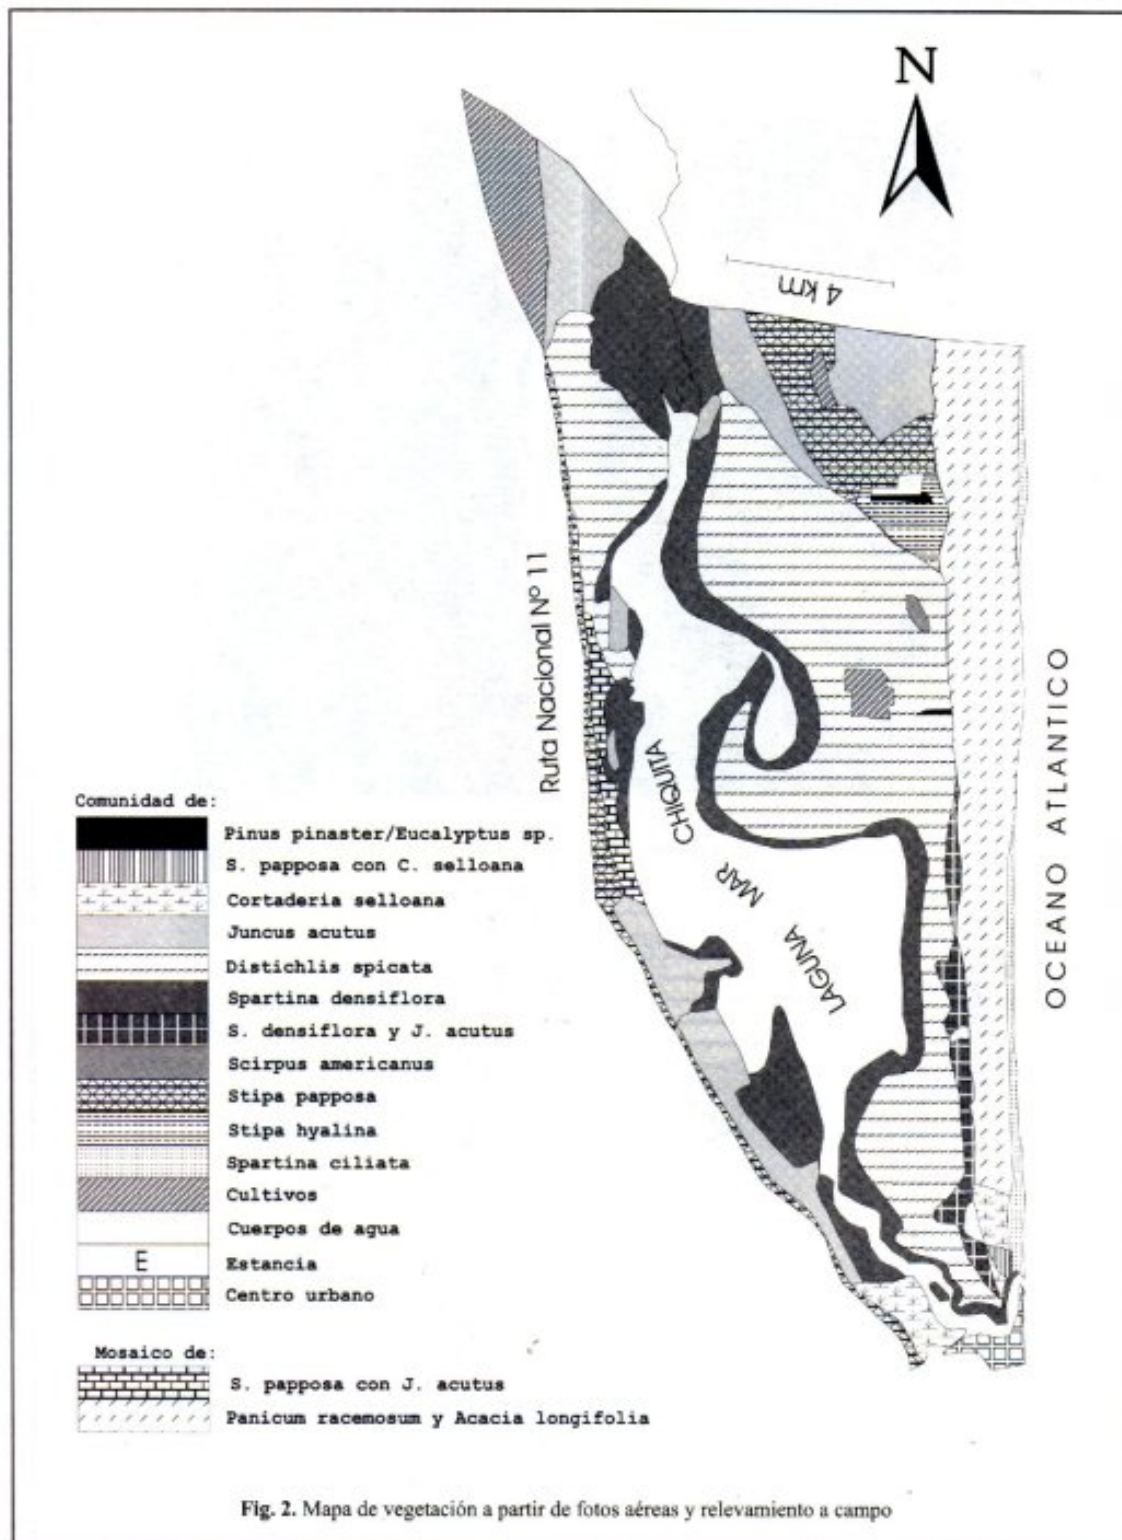 N
4 km
Ruta Nacional Nº 11
LAGUNA MAR CHIQUITA
OCEANO ATLANTICO
Comunidad de:
Pinus pinaster/Eucalyptus sp.
S. papposa con C. selloana
Cortaderia selloana
Juncus acutus
Distichlis spicata
Spartina densiflora
S. densiflora y J. acutus
Scirpus americanus
Stipa papposa
Stipa hyalina
Spartina ciliata
Cultivos
Cuerpos de agua
E Estancia
Centro urbano
Mosaico de:
S. papposa con J. acutus
Panicum racemosum y Acacia longifolia
Fig. 2. Mapa de vegetación a partir de fotos aéreas y relevamiento a campo